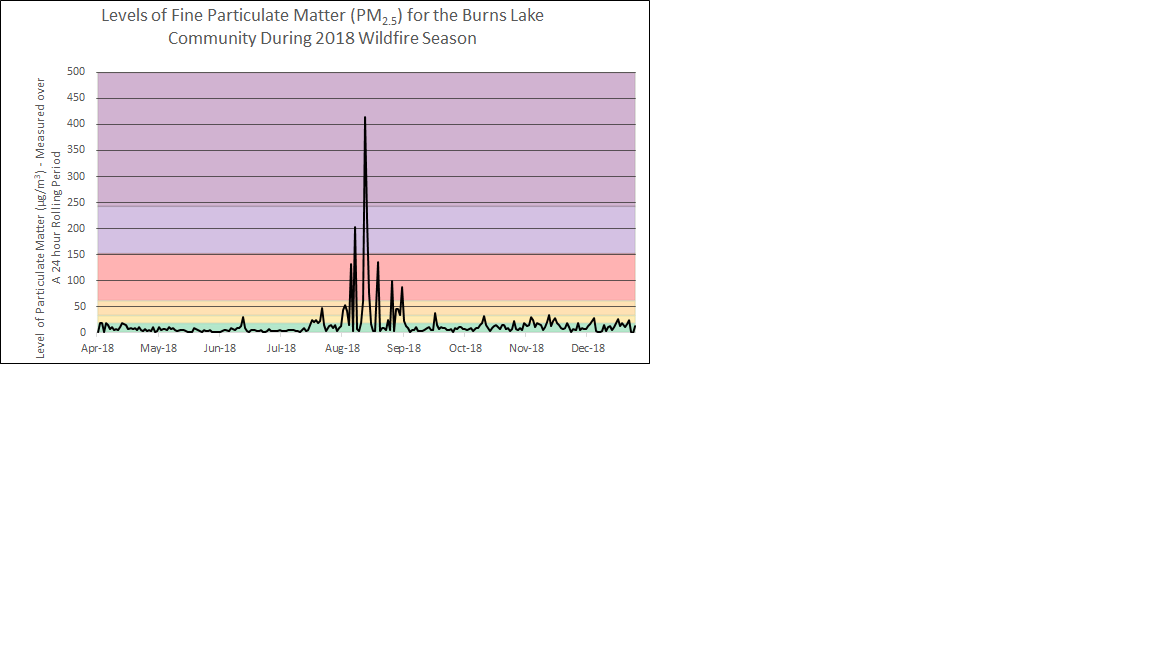 Levels of Fine Particulate Matter (PM2.5) for the Burns Lake
Community During 2018 Wildfire Season
Level of Particulate Matter (µg/m³) - Measured over
A 24 hour Rolling Period
500
450
400
350
300
250
200
150
100
50
0
Apr-18 May-18 Jun-18 Jul-18 Aug-18 Sep-18 Oct-18 Nov-18 Dec-18